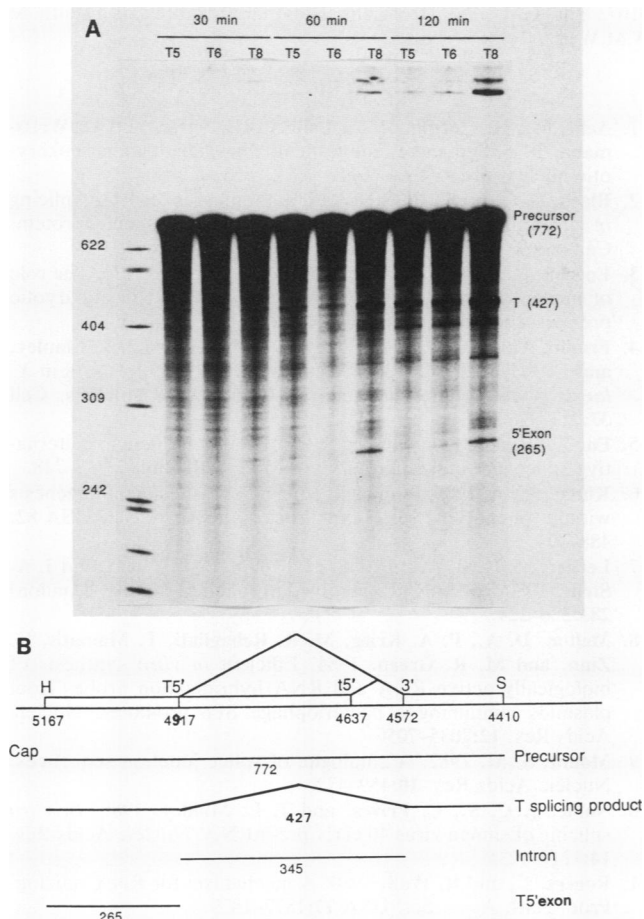 A
30 min 60 min 120 min
T5 T6 T8 T5 T6 T8 T5 T6 T8
Precursor
(772)
622
T (427)
404
309
5'Exon
(265)
242
B
H T5' t5' 3' S
5167 4917 4637 4572 4410
Cap Precursor
772
T splicing product
427
Intron
345
T5'exon
265